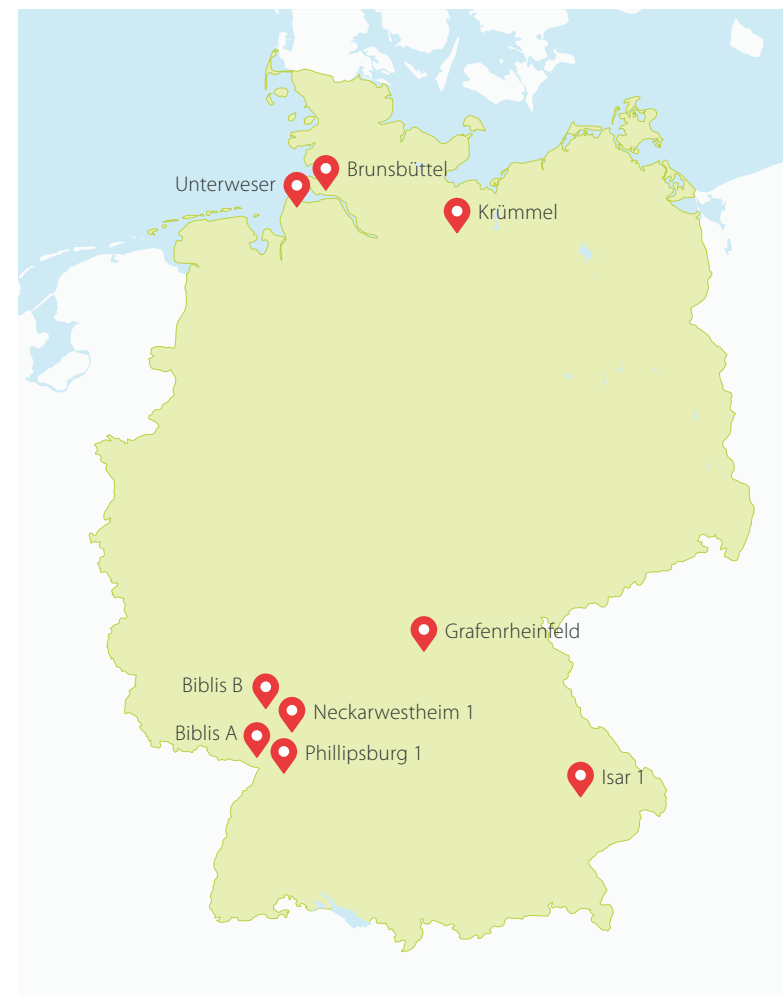 Brunsbüttel
Unterweser
Krümmel
Grafenrheinfeld
Biblis B
Neckarwestheim 1
Biblis A
Phillipsburg 1
Isar 1